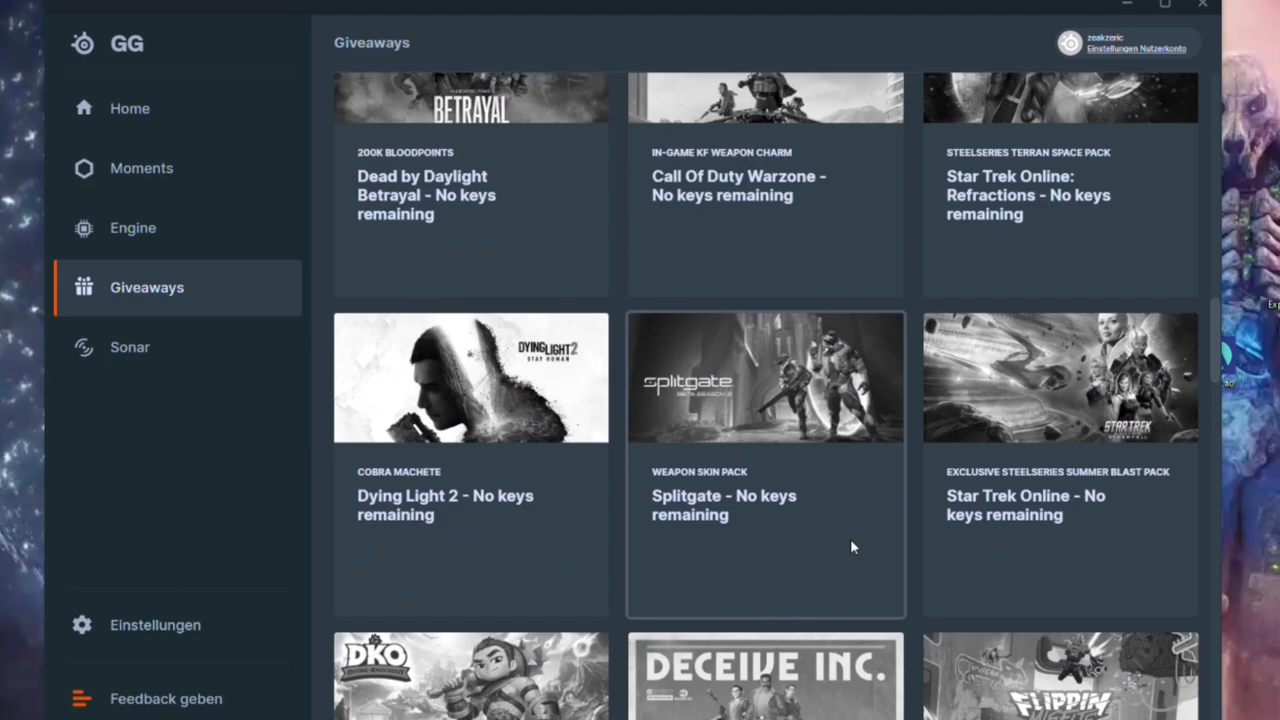 GG
Giveaways
zeakzeric
Einstellungen Nutzerkonto
Home
Moments
Engine
Giveaways
Sonar
Einstellungen
Feedback geben
BETRAYAL
200K BLOODPOINTS
Dead by Daylight
Betrayal - No keys
remaining
IN-GAME KF WEAPON CHARM
Call Of Duty Warzone -
No keys remaining
STEELSERIES TERRAN SPACE PACK
Star Trek Online:
Refractions - No keys
remaining
DYING LIGHT 2
STAY HUMAN
COBRA MACHETE
Dying Light 2 - No keys
remaining
splitgate
BETA SEASON 2
WEAPON SKIN PACK
Splitgate - No keys
remaining
STAR TREK
EXCLUSIVE STEELSERIES SUMMER BLAST PACK
Star Trek Online - No
keys remaining
DKO
DECEIVE INC.
FLIPPIN
Exp